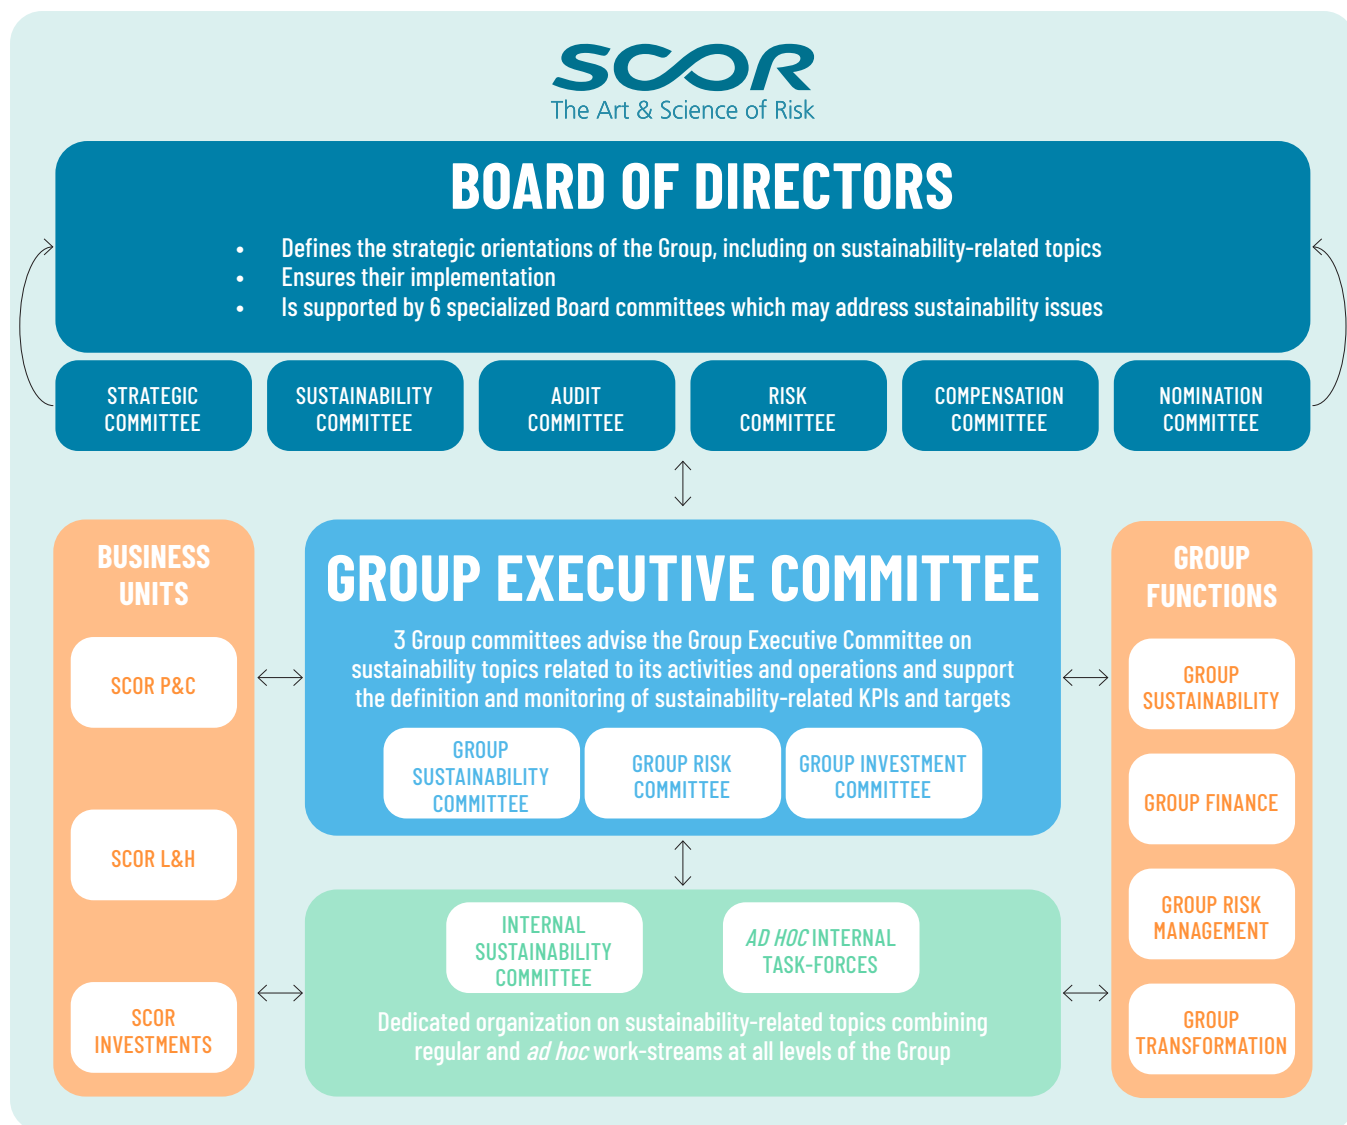 SCOR
The Art & Science of Risk
BOARD OF DIRECTORS
• Defines the strategic orientations of the Group, including on sustainability-related topics
• Ensures their implementation
• Is supported by 6 specialized Board committees which may address sustainability issues
STRATEGIC
COMMITTEE
SUSTAINABILITY
COMMITTEE
AUDIT
COMMITTEE
RISK
COMMITTEE
COMPENSATION
COMMITTEE
NOMINATION
COMMITTEE
BUSINESS
UNITS
SCOR P&C
SCOR L&H
SCOR
INVESTMENTS
GROUP EXECUTIVE COMMITTEE
3 Group committees advise the Group Executive Committee on
sustainability topics related to its activities and operations and support
the definition and monitoring of sustainability-related KPIs and targets
GROUP
SUSTAINABILITY
COMMITTEE
GROUP RISK
COMMITTEE
GROUP INVESTMENT
COMMITTEE
INTERNAL
SUSTAINABILITY
COMMITTEE
AD HOC INTERNAL
TASK-FORCES
Dedicated organization on sustainability-related topics combining
regular and ad hoc work-streams at all levels of the Group
GROUP
FUNCTIONS
GROUP
SUSTAINABILITY
GROUP FINANCE
GROUP RISK
MANAGEMENT
GROUP
TRANSFORMATION